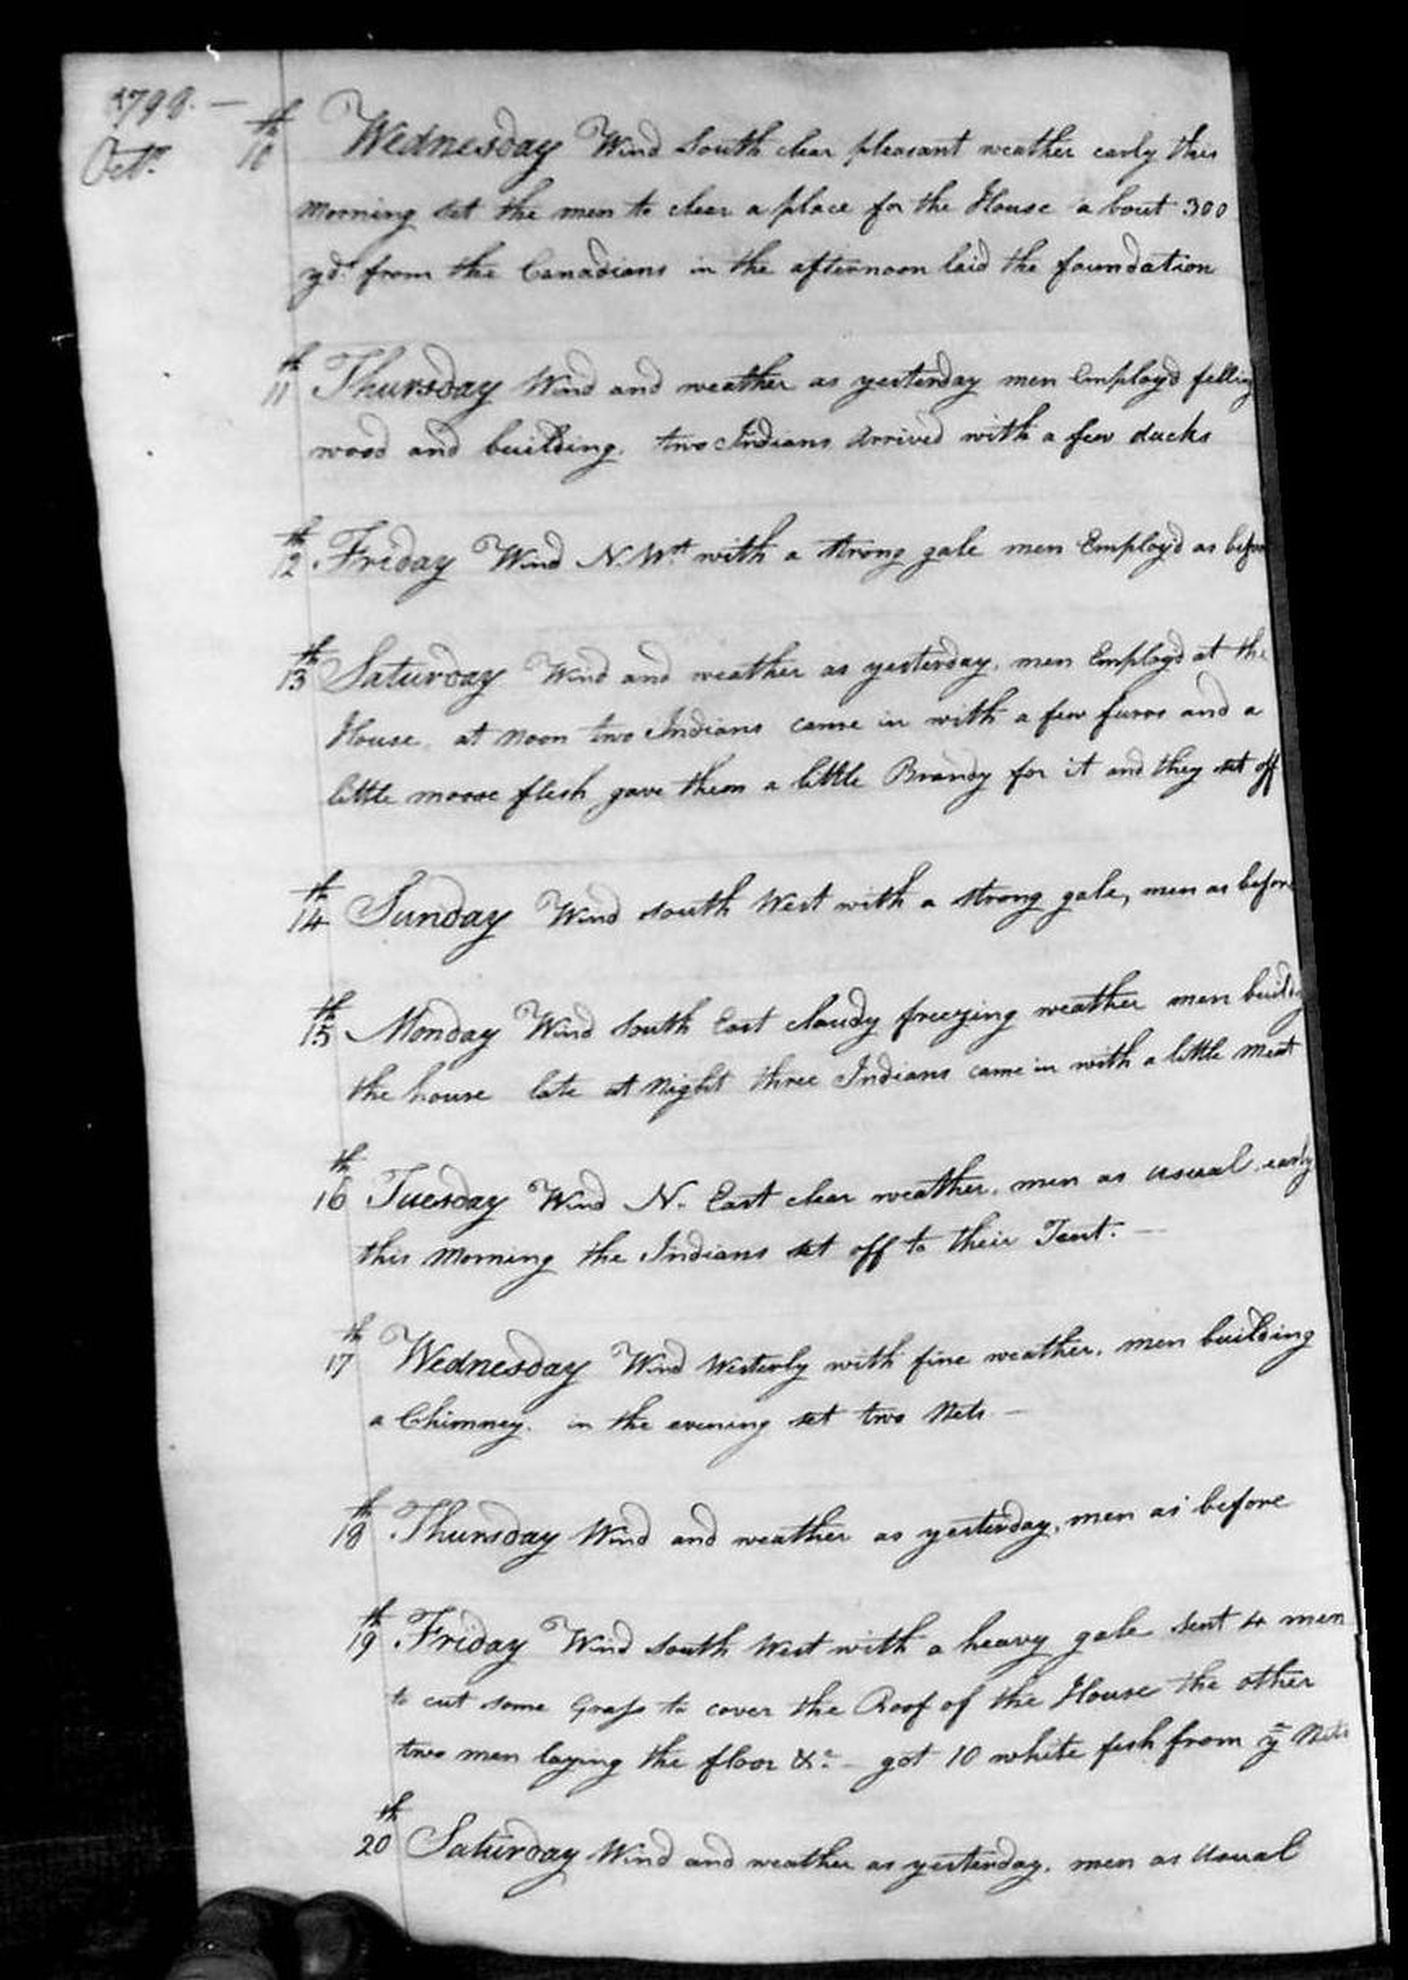 1798. —
Octr. 10th Wednesday Wind South clear pleasant weather early this
morning set the men to clear a place for the House a bout 300
yds. from the Canadians in the afternoon laid the foundation
11th Thursday Wind and weather as yesterday men Employd felling
wood and building. two Indians Arrived with a few ducks
12th Friday Wind N.Wt. with a strong gale men Employ'd as before
13th Saturday Wind and weather as yesterday. men Employd at the
House. at Noon two Indians came in with a few furrs and a
little moose flesh gave them a little Brandy for it and they set off
14th Sunday Wind south West with a strong gale, men as before
15th Monday Wind South East cloudy freezing weather men building
the house late at Night three Indians came in with a little meat
16th Tuesday Wind N. East clear weather. men as usual. early
this Morning the Indians set off to their Tent. —
17th Wednesday Wind Westerly with fine weather. men building
a Chimney. in the evening set two Nets —
18th Thursday Wind and weather as yesterday. men as before
19th Friday Wind South West with a heavy gale Sent 4 men
to cut some Grass to cover the Roof of the House the other
two men laying the floor &c. — got 10 white fish from ye Nets
20th Saturday Wind and weather as yesterday. men as Usual